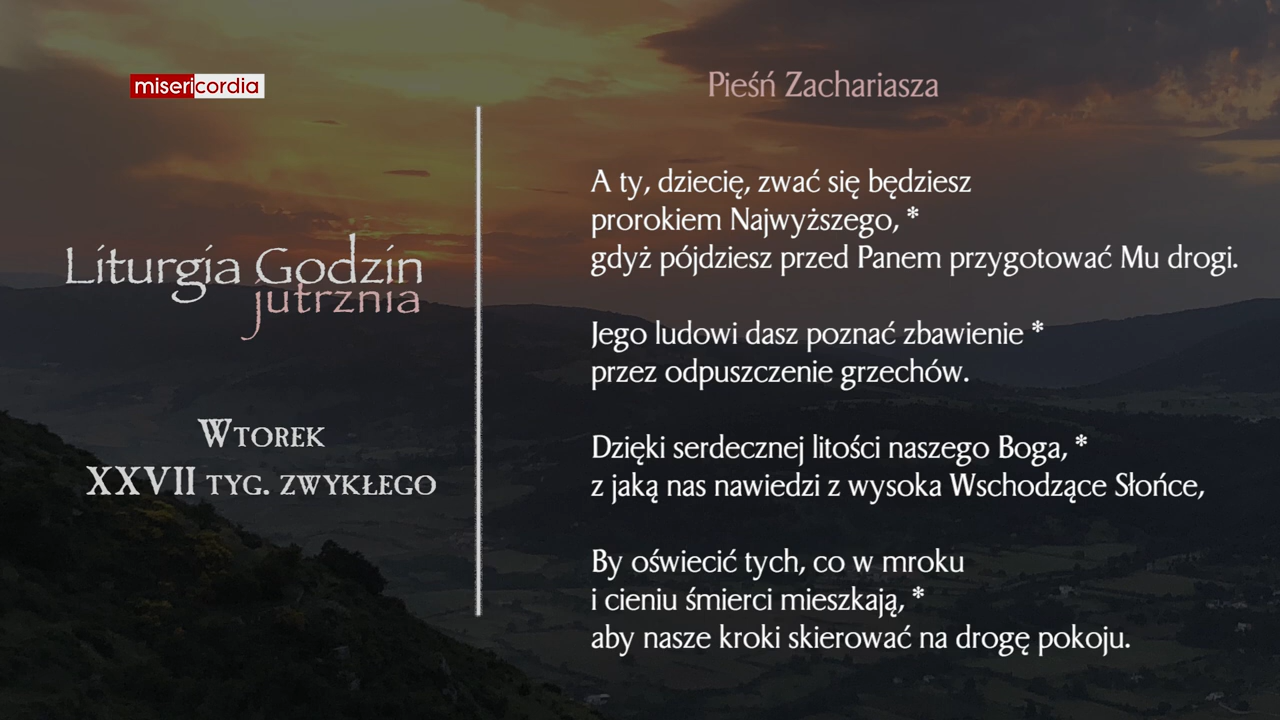 misericordia
Liturgia Godzin
jutrznia
Wtorek
XXVII tyg. zwykłego
Pieśń Zachariasza
A ty, dziecię, zwać się będziesz
prorokiem Najwyższego, *
gdyż pójdziesz przed Panem przygotować Mu drogi.
Jego ludowi dasz poznać zbawienie *
przez odpuszczenie grzechów.
Dzięki serdecznej litości naszego Boga, *
z jaką nas nawiedzi z wysoka Wschodzące Słońce,
By oświecić tych, co w mroku
i cieniu śmierci mieszkają, *
aby nasze kroki skierować na drogę pokoju.